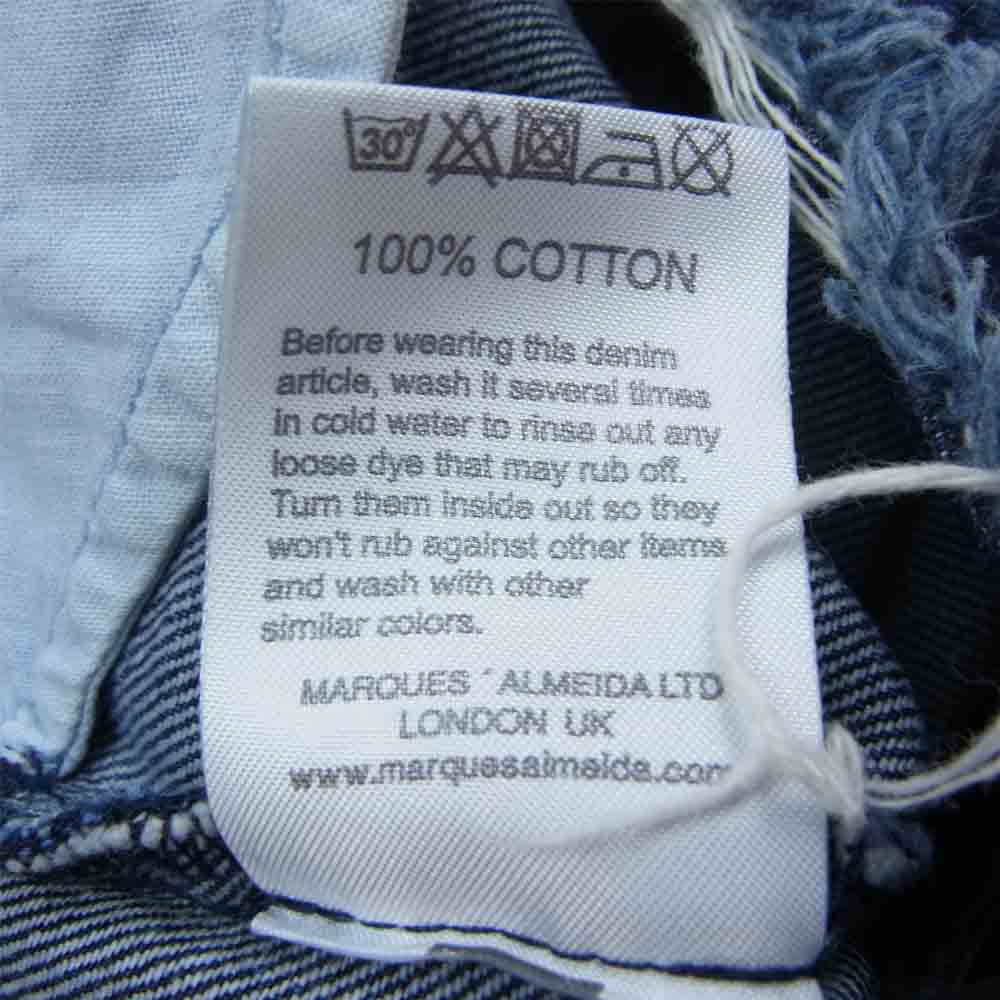 30°
100% COTTON
Before wearing this denim
article, wash it several times
in cold water to rinse out any
loose dye that may rub off.
Turn them inside out so they
won't rub against other items
and wash with other
similar colors.
MARQUES ´ALMEIDA LTD
LONDON UK
www.marquesalmeida.com